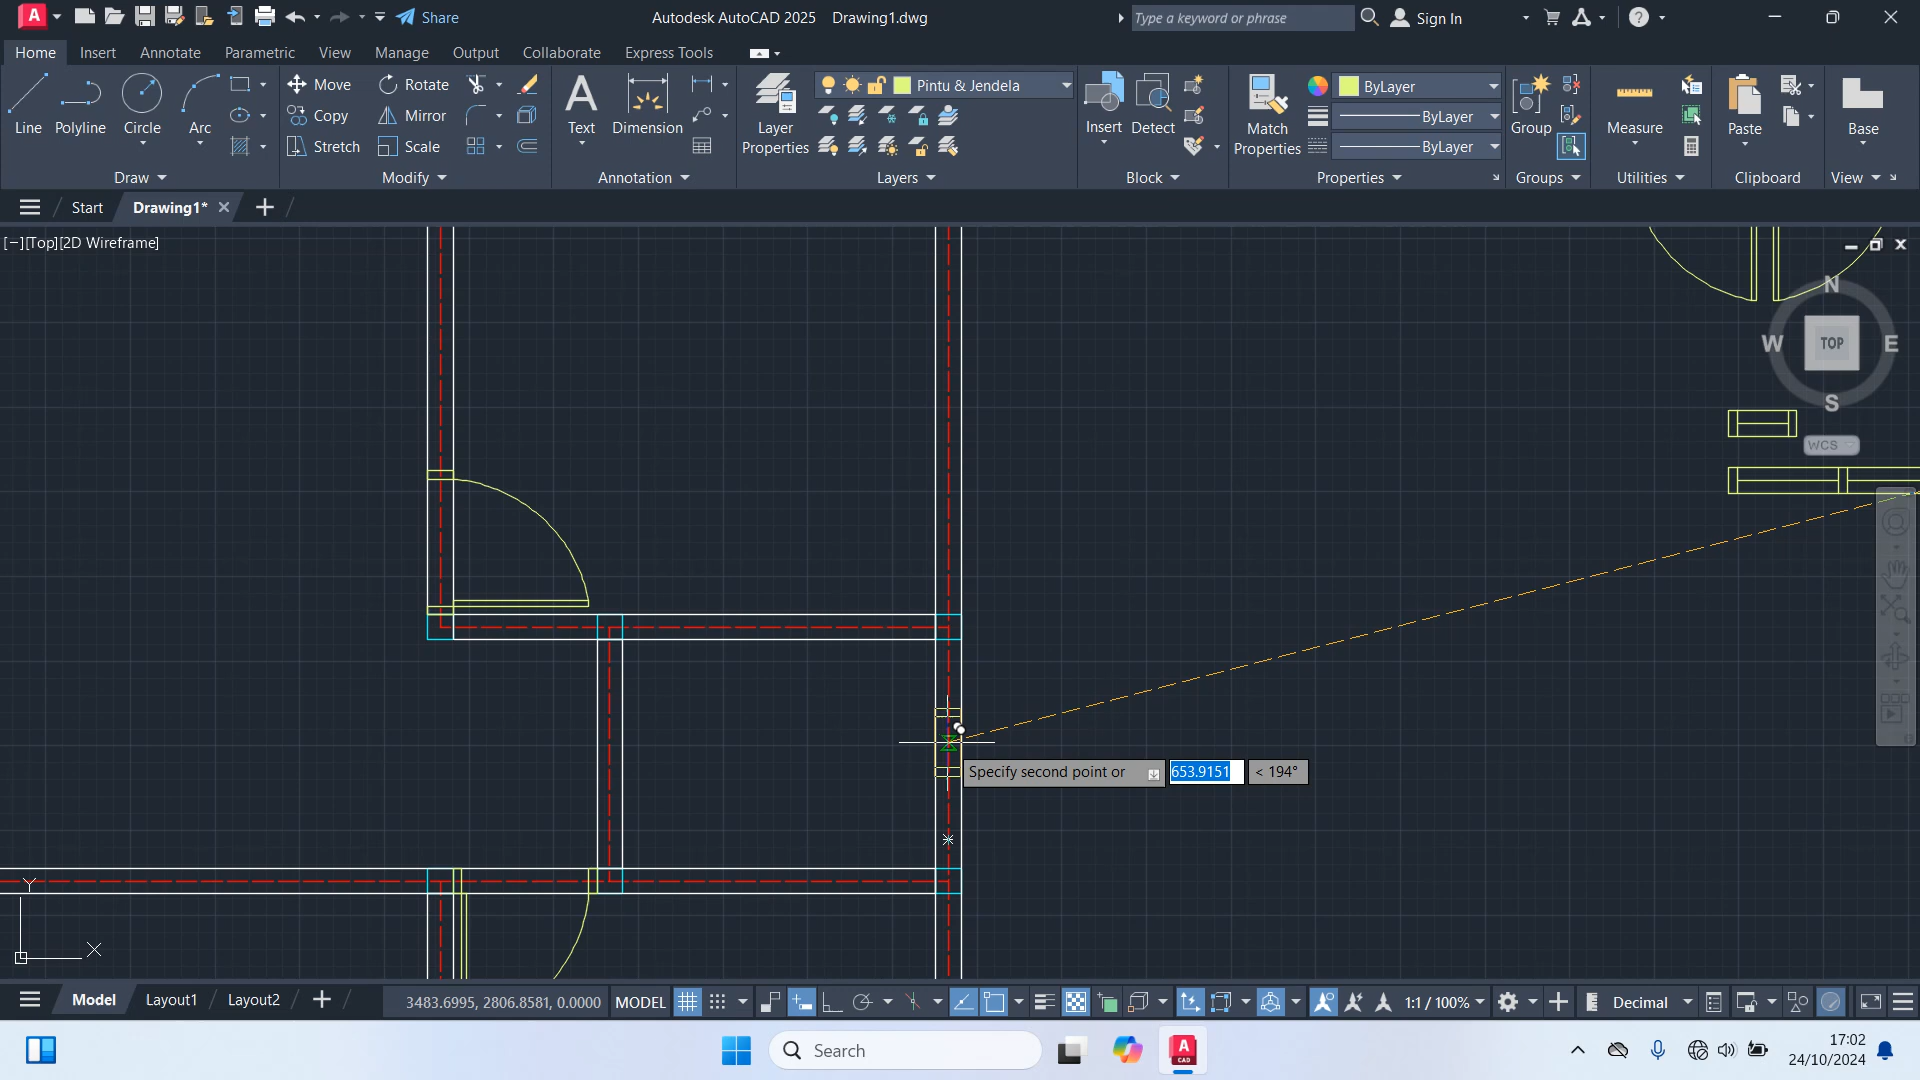 Share
Autodesk AutoCAD 2025 Drawing1.dwg
Type a keyword or phrase
Sign In
Home Insert Annotate Parametric View Manage Output Collaborate Express Tools
Line Polyline Circle Arc
Draw
Move Rotate
Copy Mirror
Stretch Scale
Modify
Text Dimension
Annotation
Layer Properties
Pintu & Jendela
Layers
Insert Detect
Block
Match Properties
ByLayer
ByLayer
ByLayer
Properties
Group
Groups
Measure
Utilities
Paste
Clipboard
Base
View
Start Drawing1*
[−][Top][2D Wireframe]
N
W TOP E
S
WCS
Specify second point or 653.9151 < 194°
Y
X
Model Layout1 Layout2
3483.6995, 2806.8581, 0.0000 MODEL
1:1 / 100%
Decimal
Search
A
CAD
17:02
24/10/2024